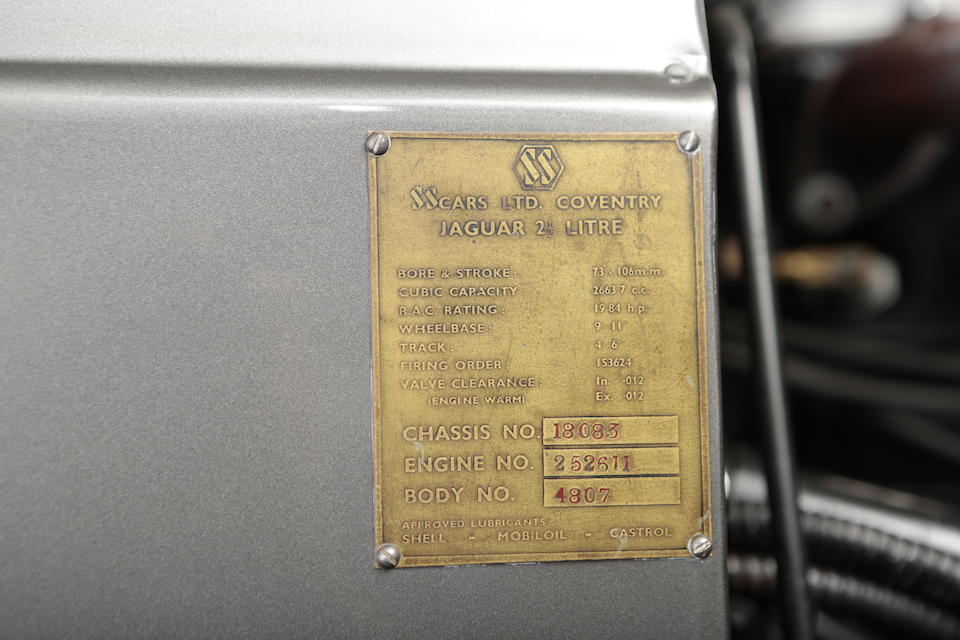 SS
SS CARS LTD. COVENTRY
JAGUAR 2½ LITRE
BORE & STROKE: 73 × 106 m.m.
CUBIC CAPACITY 2663.7 c.c.
R.A.C. RATING: 19.84 h.p.
WHEELBASE: 9' 11"
TRACK: 4' 6"
FIRING ORDER: 153624
VALVE CLEARANCE: In. ·012
(ENGINE WARM) Ex. ·012
CHASSIS NO. 18083
ENGINE NO. 252611
BODY NO. 4807
APPROVED LUBRICANTS
SHELL - MOBILOIL - CASTROL